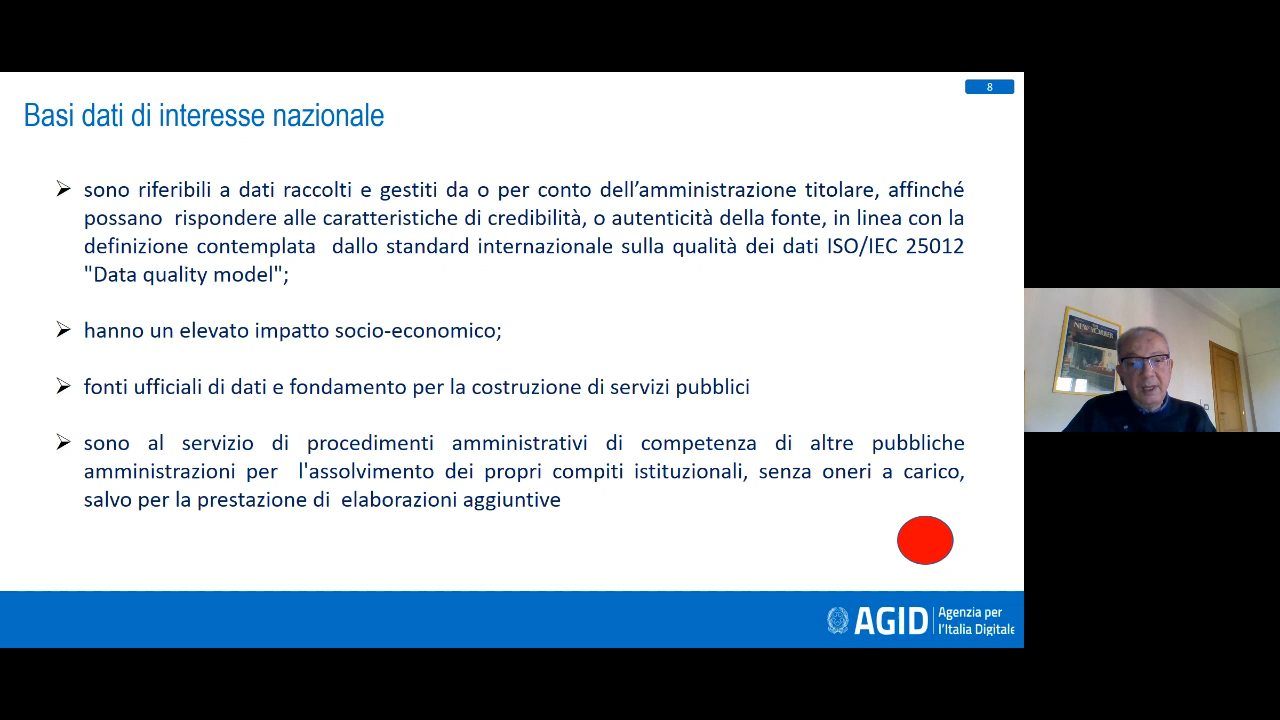 8
Basi dati di interesse nazionale
➢ sono riferibili a dati raccolti e gestiti da o per conto dell’amministrazione titolare, affinché
possano rispondere alle caratteristiche di credibilità, o autenticità della fonte, in linea con la
definizione contemplata dallo standard internazionale sulla qualità dei dati ISO/IEC 25012
"Data quality model";
➢ hanno un elevato impatto socio-economico;
➢ fonti ufficiali di dati e fondamento per la costruzione di servizi pubblici
➢ sono al servizio di procedimenti amministrativi di competenza di altre pubbliche
amministrazioni per l'assolvimento dei propri compiti istituzionali, senza oneri a carico,
salvo per la prestazione di elaborazioni aggiuntive
AGID
Agenzia per
l’Italia Digitale
NEW YORKER